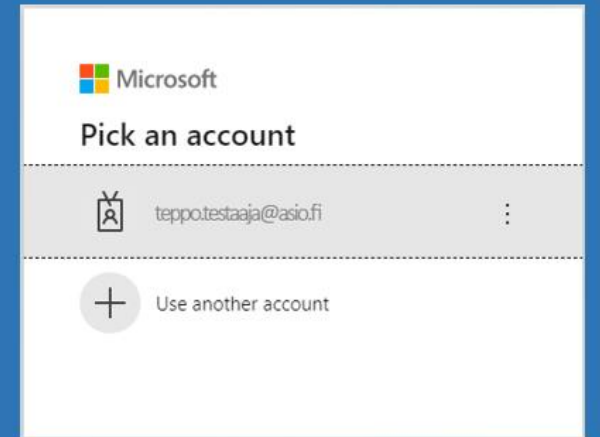 Microsoft
Pick an account
teppo.testaaja@asio.fi
Use another account